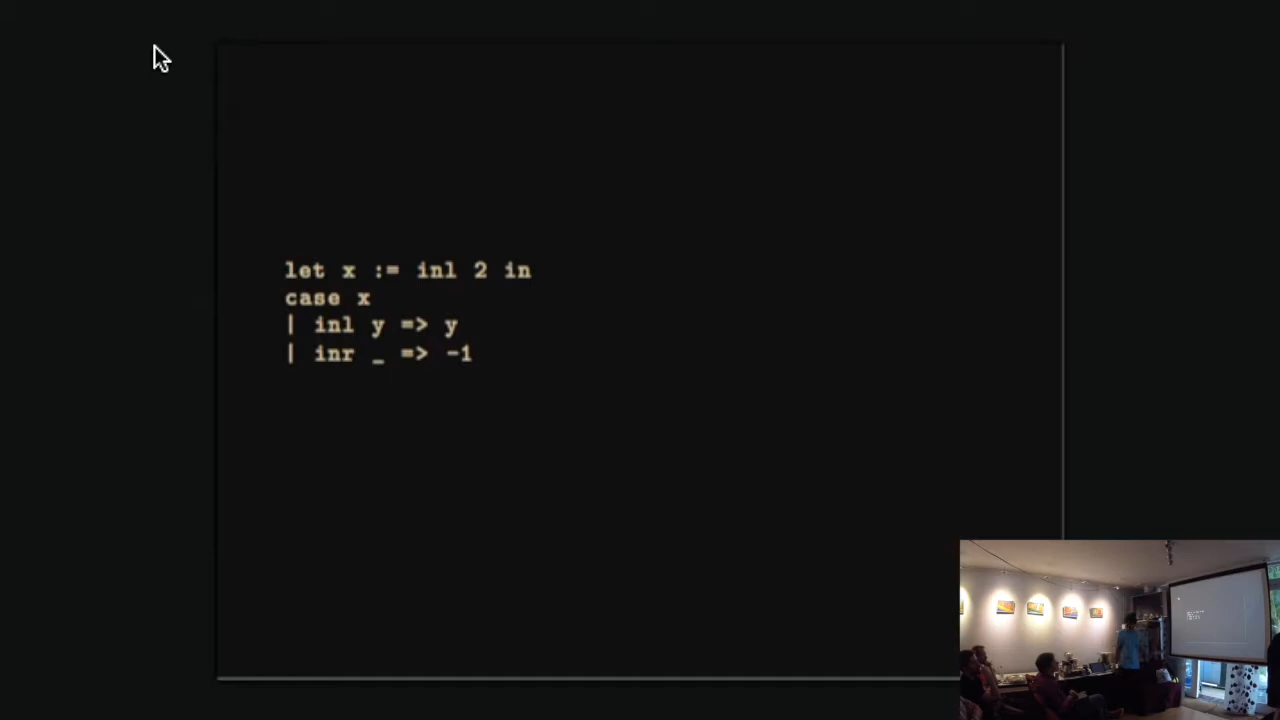 let x := inl 2 in
case x
| inl y => y
| inr _ => -1